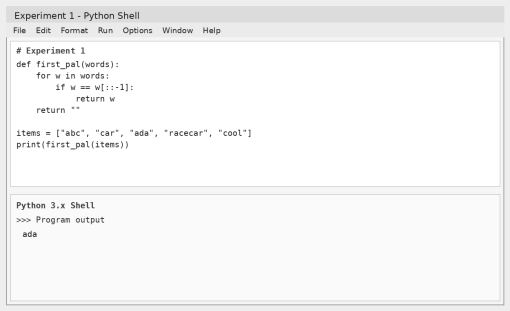 Experiment 1 - Python Shell
File Edit Format Run Options Window Help
# Experiment 1
def first_pal(words):
    for w in words:
        if w == w[::-1]:
            return w
    return ""

items = ["abc", "car", "ada", "racecar", "cool"]
print(first_pal(items))
Python 3.x Shell
>>> Program output
ada